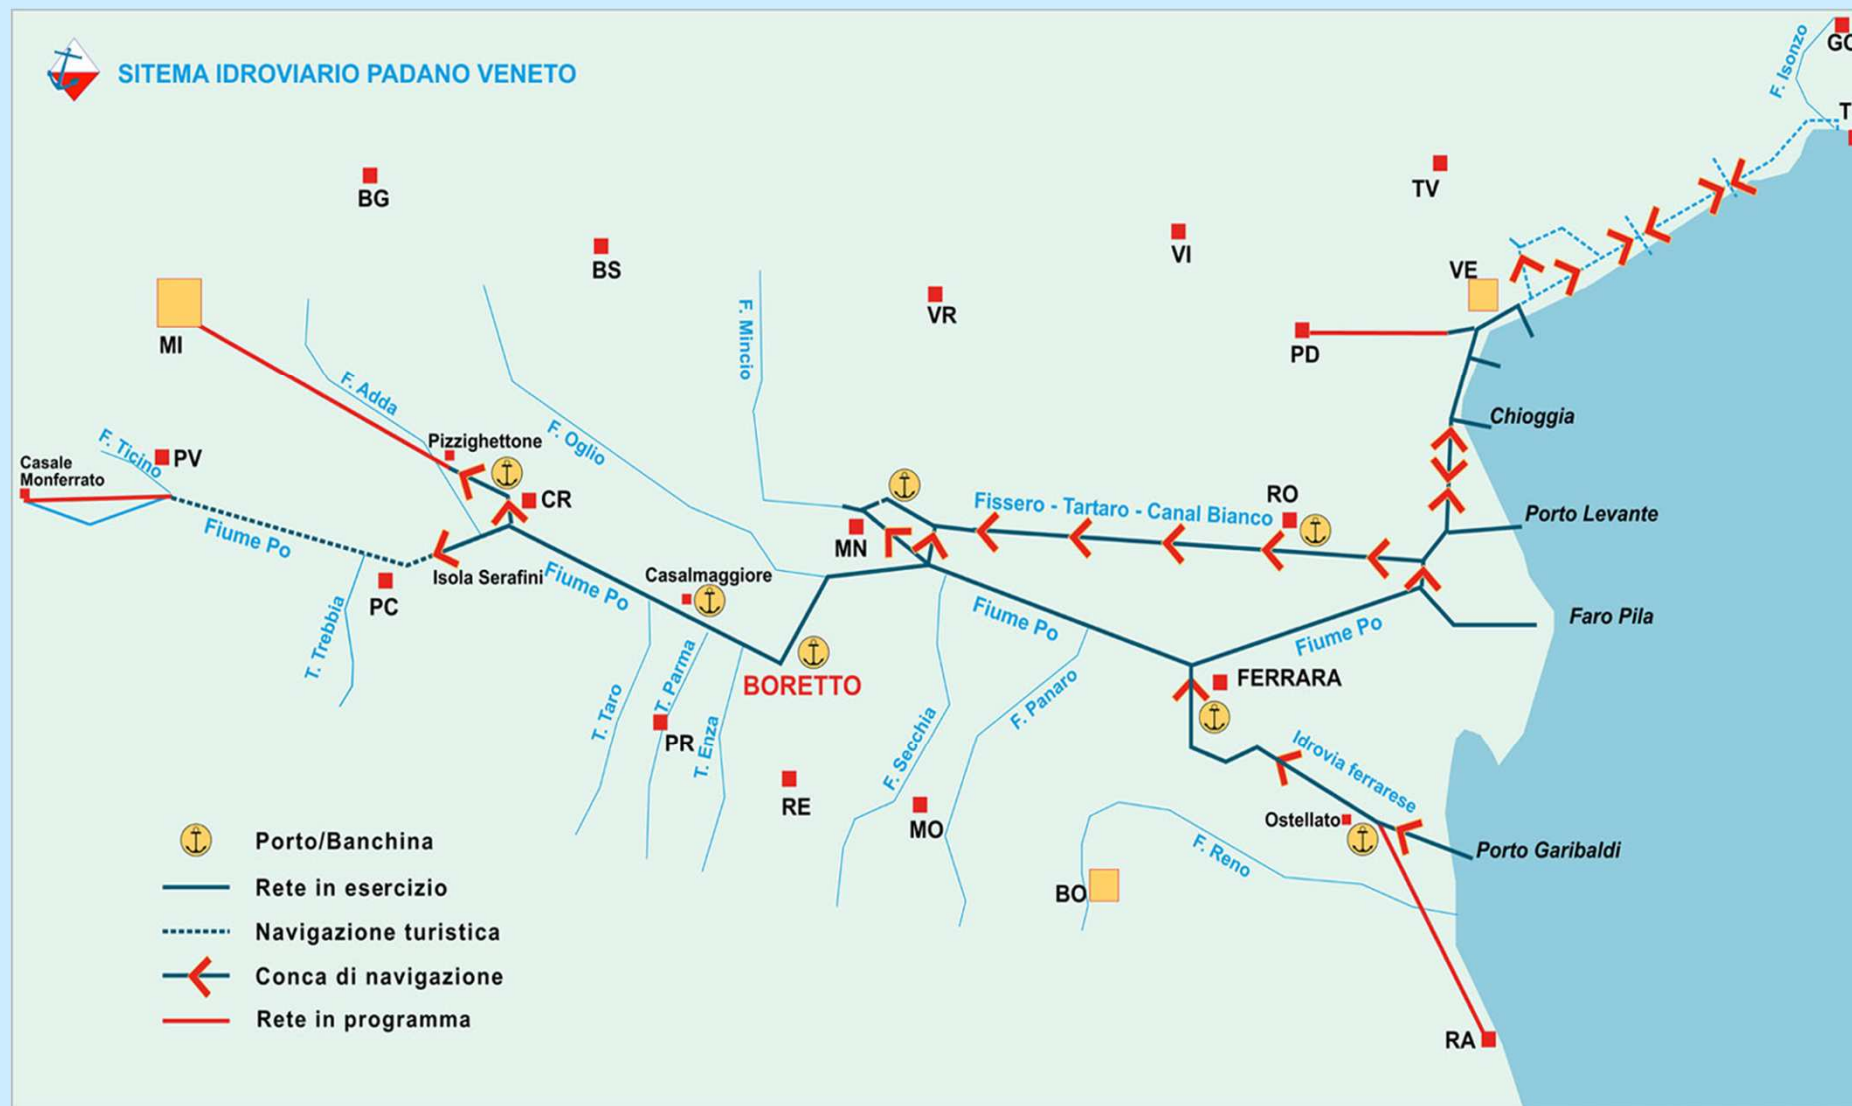 SITEMA IDROVIARIO PADANO VENETO
F. Isonzo
GO
BG
BS
VI
TV
VE
VR
F. Mincio
MI
PD
F. Adda
F. Oglio
Chioggia
Pizzighettone
F. Ticino
PV
Casale
Monferrato
CR
Fissero - Tartaro - Canal Bianco
RO
Porto Levante
Fiume Po
MN
Isola Serafini
Fiume Po
Casalmaggiore
PC
Fiume Po
Faro Pila
Fiume Po
T. Trebbia
T. Taro
T. Parma
BORETTO
FERRARA
F. Panaro
PR
T. Enza
F. Secchia
Idrovia ferrarese
RE
MO
Ostellato
F. Reno
Porto Garibaldi
BO
RA
Porto/Banchina
Rete in esercizio
Navigazione turistica
Conca di navigazione
Rete in programma